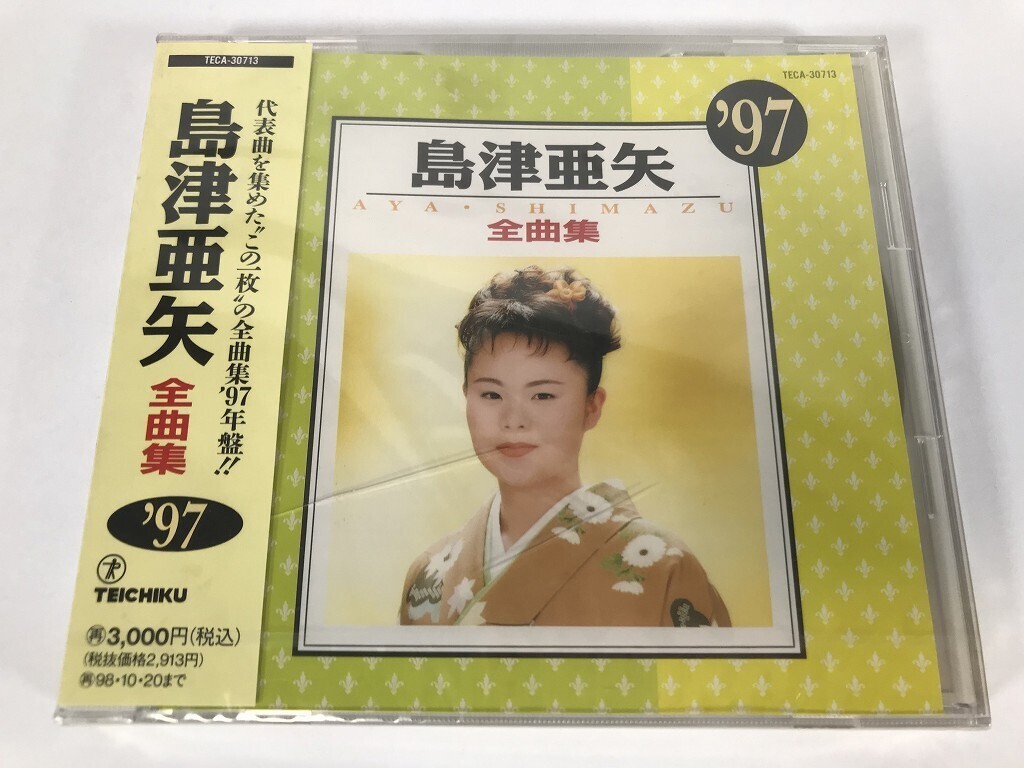 TECA-30713
代表曲を集めた〝この一枚〟の全曲集'97年盤!!
島津亜矢
全曲集
'97
TEICHIKU
再3,000円(税込)
(税抜価格2,913円)
再98・10・20まで
TECA-30713
'97
島津亜矢
AYA・SHIMAZU
全曲集